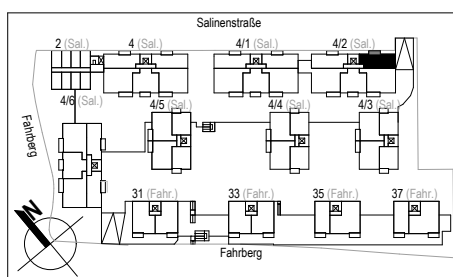 Salinenstraße
2 (Sal.) 4 (Sal.) 4/1 (Sal.) 4/2 (Sal.)
4/6 (Sal.) 4/5 (Sal.) 4/4 (Sal.) 4/3 (Sal.)
Fahrberg
31 (Fahr.) 33 (Fahr.) 35 (Fahr.) 37 (Fahr.)
N
Fahrberg